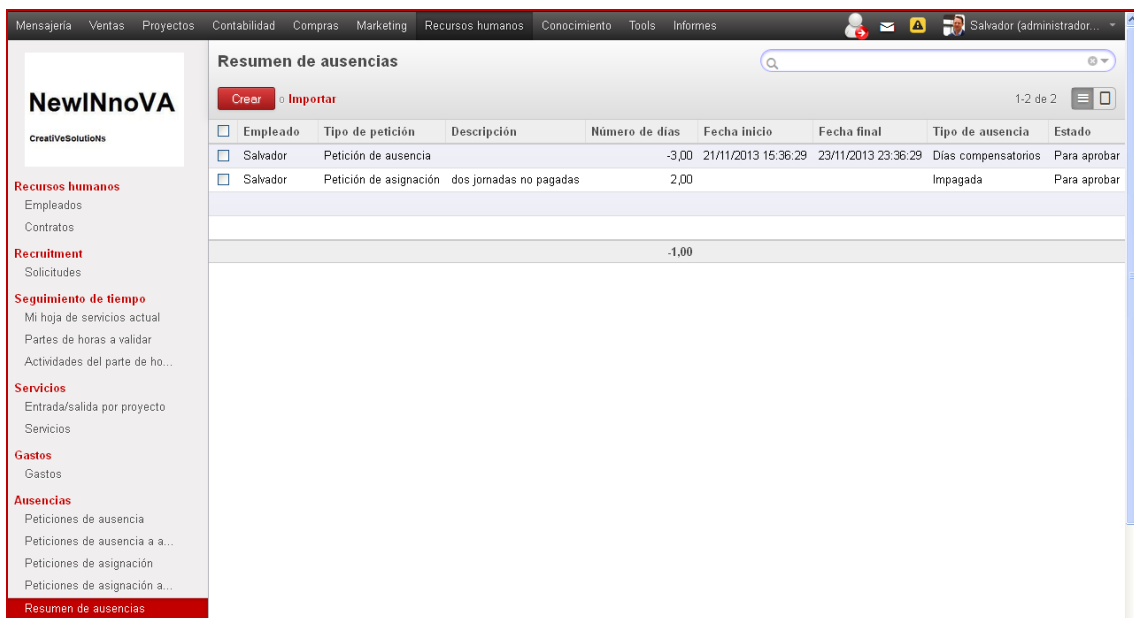 Mensajería Ventas Proyectos Contabilidad Compras Marketing Recursos humanos Conocimiento Tools Informes Salvador (administrador...
NewINnoVA
CreatiVeSolutioNs
Resumen de ausencias
Crear o Importar
1-2 de 2
Empleado Tipo de petición Descripción Número de días Fecha inicio Fecha final Tipo de ausencia Estado
Salvador Petición de ausencia -3,00 21/11/2013 15:36:29 23/11/2013 23:36:29 Días compensatorios Para aprobar
Salvador Petición de asignación dos jornadas no pagadas 2,00 Impagada Para aprobar
-1,00
Recursos humanos
Empleados
Contratos
Recruitment
Solicitudes
Seguimiento de tiempo
Mi hoja de servicios actual
Partes de horas a validar
Actividades del parte de ho...
Servicios
Entrada/salida por proyecto
Servicios
Gastos
Gastos
Ausencias
Peticiones de ausencia
Peticiones de ausencia a a...
Peticiones de asignación
Peticiones de asignación a...
Resumen de ausencias